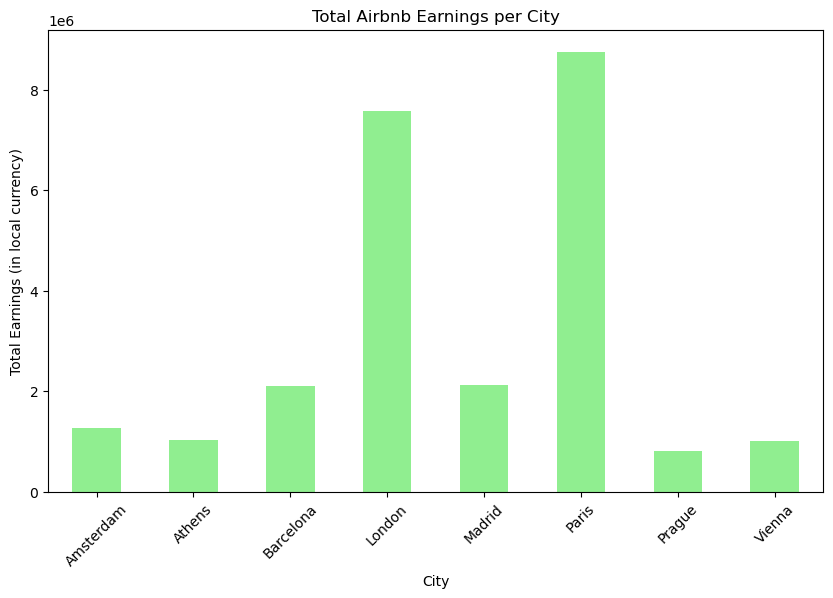 Total Airbnb Earnings per City
1e6
Total Earnings (in local currency)
8
6
4
2
0
Amsterdam
Athens
Barcelona
London
Madrid
Paris
Prague
Vienna
City